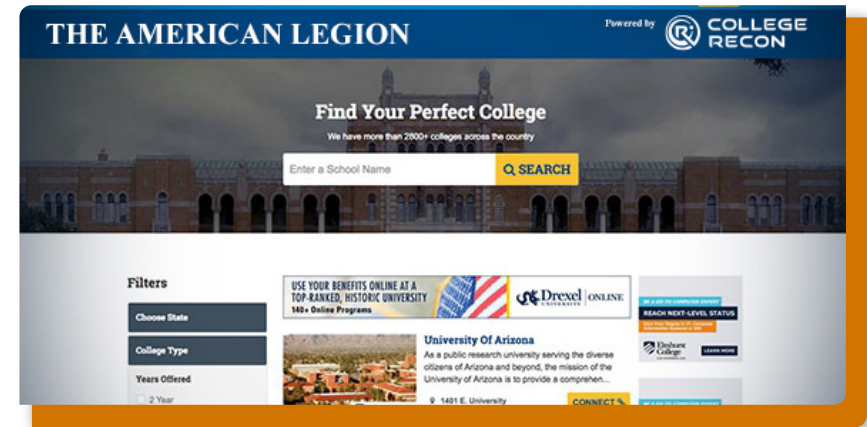 THE AMERICAN LEGION
Powered by
COLLEGE
RECON
Find Your Perfect College
We have more than 2800+ colleges across the country
Enter a School Name
SEARCH
Filters
Choose State
College Type
Years Offered
2 Year
USE YOUR BENEFITS ONLINE AT A
TOP-RANKED, HISTORIC UNIVERSITY
140+ Online Programs
Drexel ONLINE
UNIVERSITY
University Of Arizona
As a public research university serving the diverse
citizens of Arizona and beyond, the mission of the
University of Arizona is to provide a comprehen...
1401 E. University
CONNECT
REACH NEXT-LEVEL STATUS
Elmhurst
College
LEARN MORE